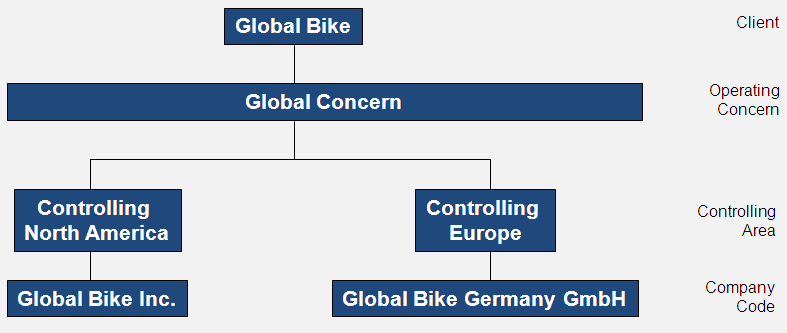 Global Bike
Client
Global Concern
Operating
Concern
Controlling
North America
Controlling
Europe
Controlling
Area
Global Bike Inc.
Global Bike Germany GmbH
Company
Code